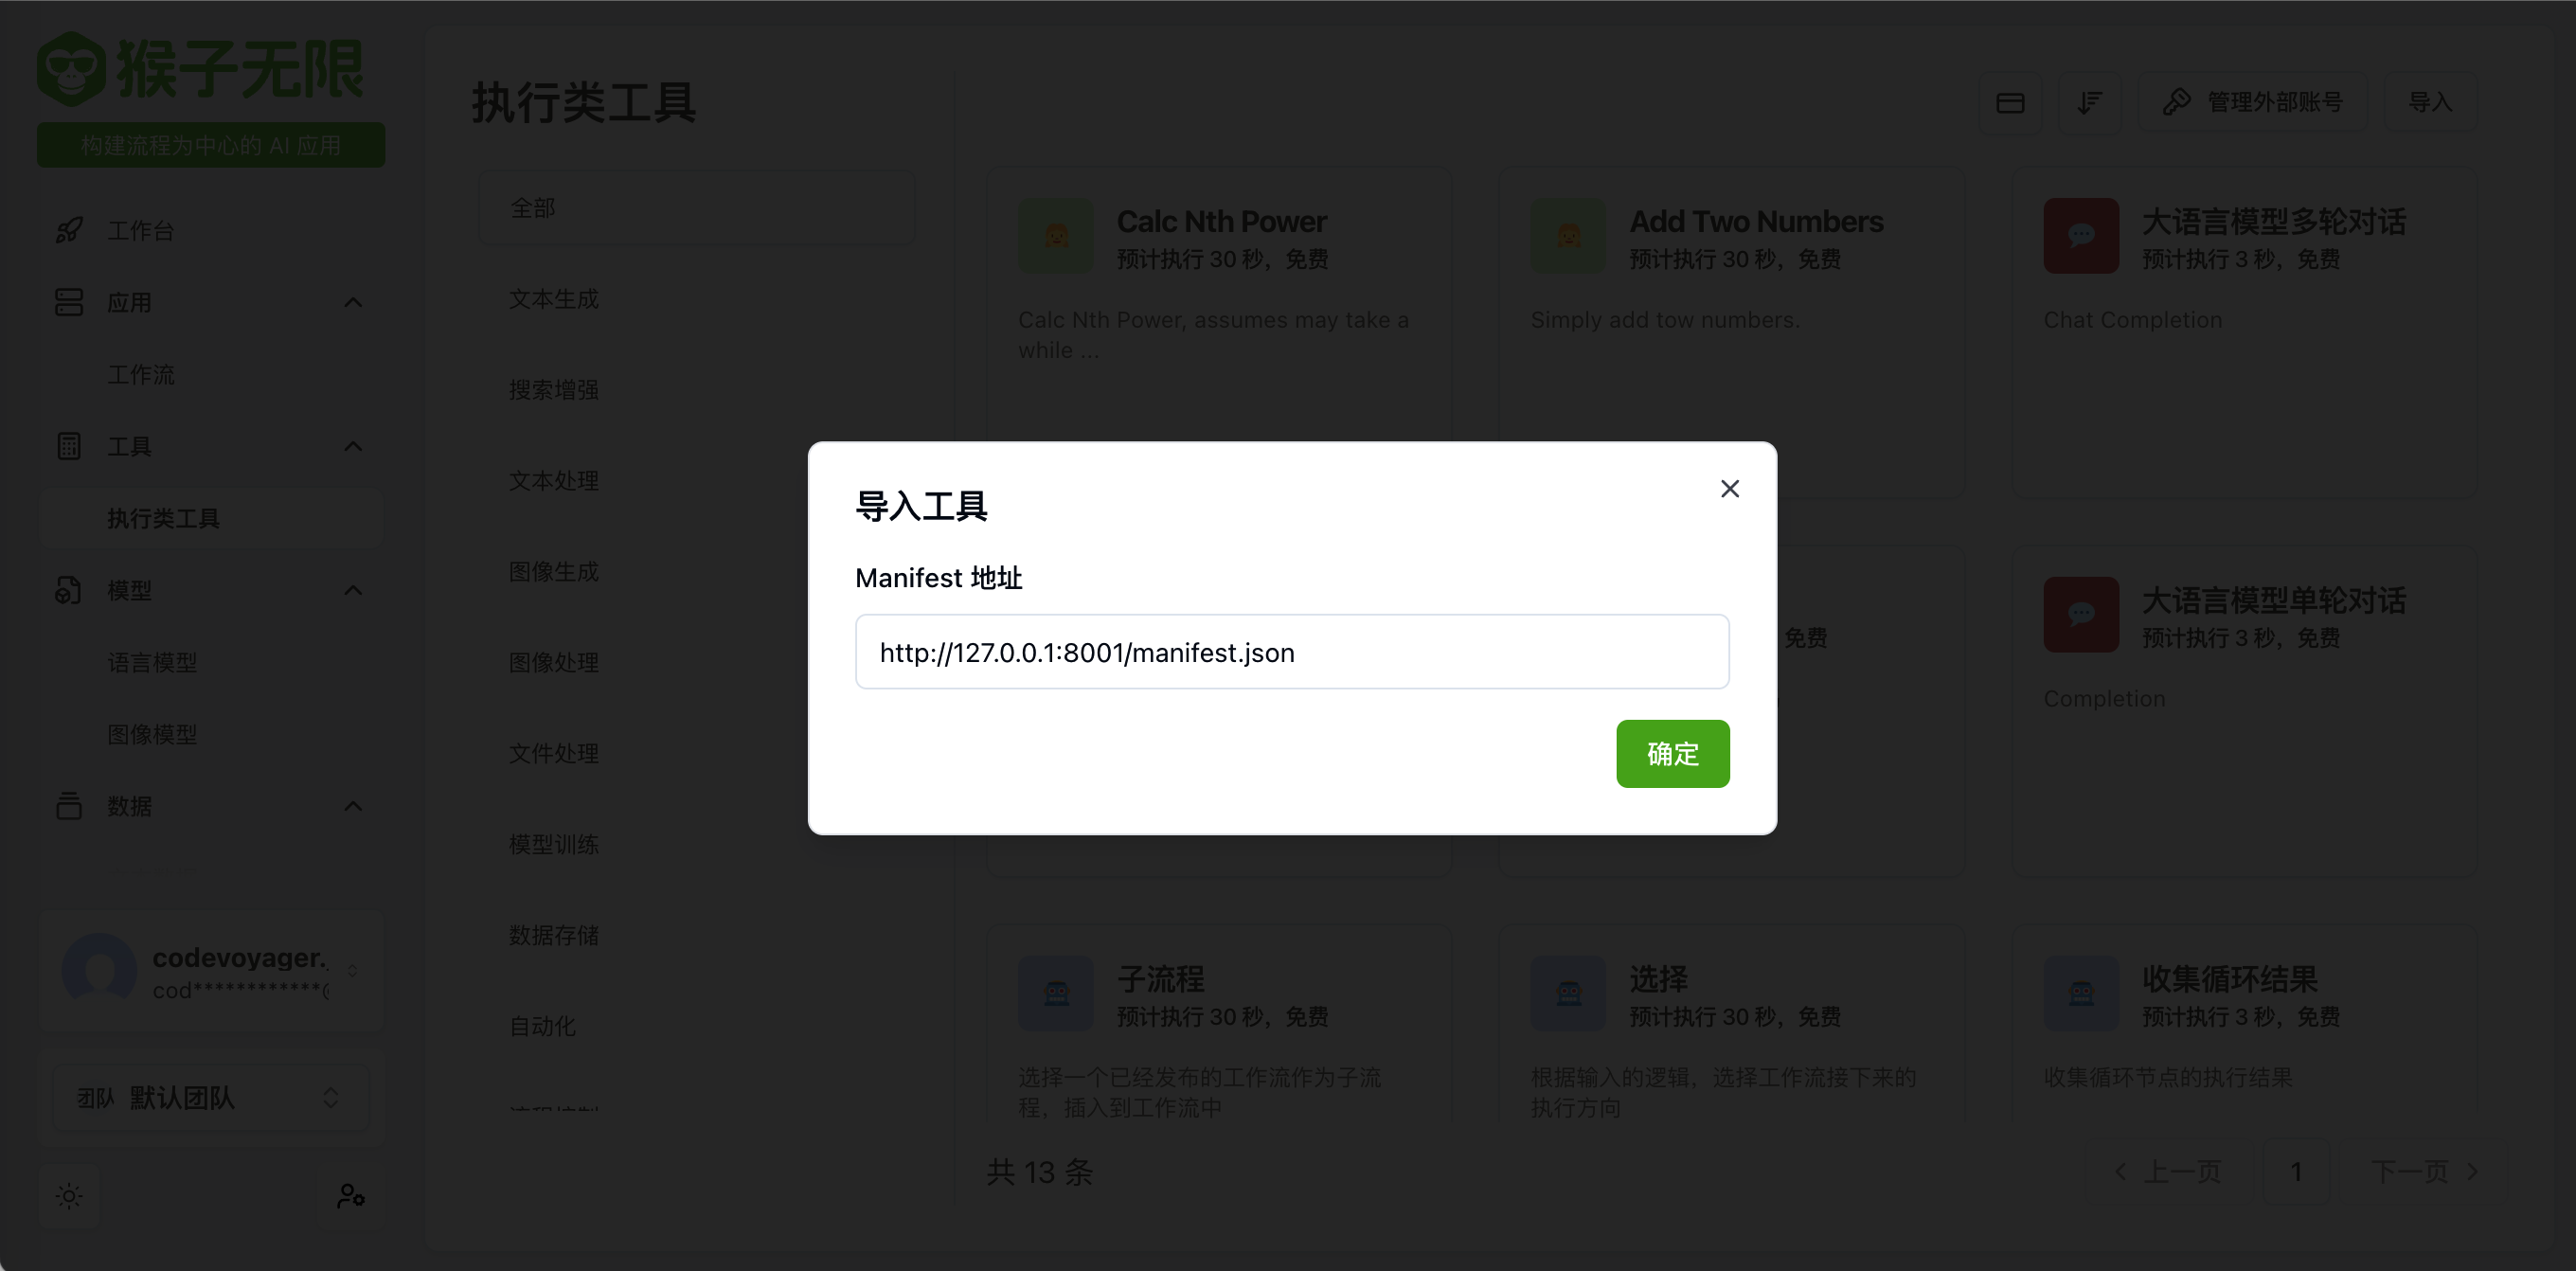 猴子无限
构建流程为中心的 AI 应用
工作台
应用
工作流
工具
执行类工具
模型
语言模型
图像模型
数据
codevoyager.
cod************@
团队 默认团队
执行类工具
全部
文本生成
搜索增强
文本处理
图像生成
图像处理
文件处理
模型训练
数据存储
自动化
管理外部账号
导入
Calc Nth Power
预计执行 30 秒，免费
Calc Nth Power, assumes may take a
while ...
Add Two Numbers
预计执行 30 秒，免费
Simply add tow numbers.
大语言模型多轮对话
预计执行 3 秒，免费
Chat Completion
导入工具
Manifest 地址
http://127.0.0.1:8001/manifest.json
确定
免费
大语言模型单轮对话
预计执行 3 秒，免费
Completion
子流程
预计执行 30 秒，免费
选择一个已经发布的工作流作为子流
程，插入到工作流中
选择
预计执行 30 秒，免费
根据输入的逻辑，选择工作流接下来的
执行方向
收集循环结果
预计执行 3 秒，免费
收集循环节点的执行结果
共 13 条
上一页
1
下一页